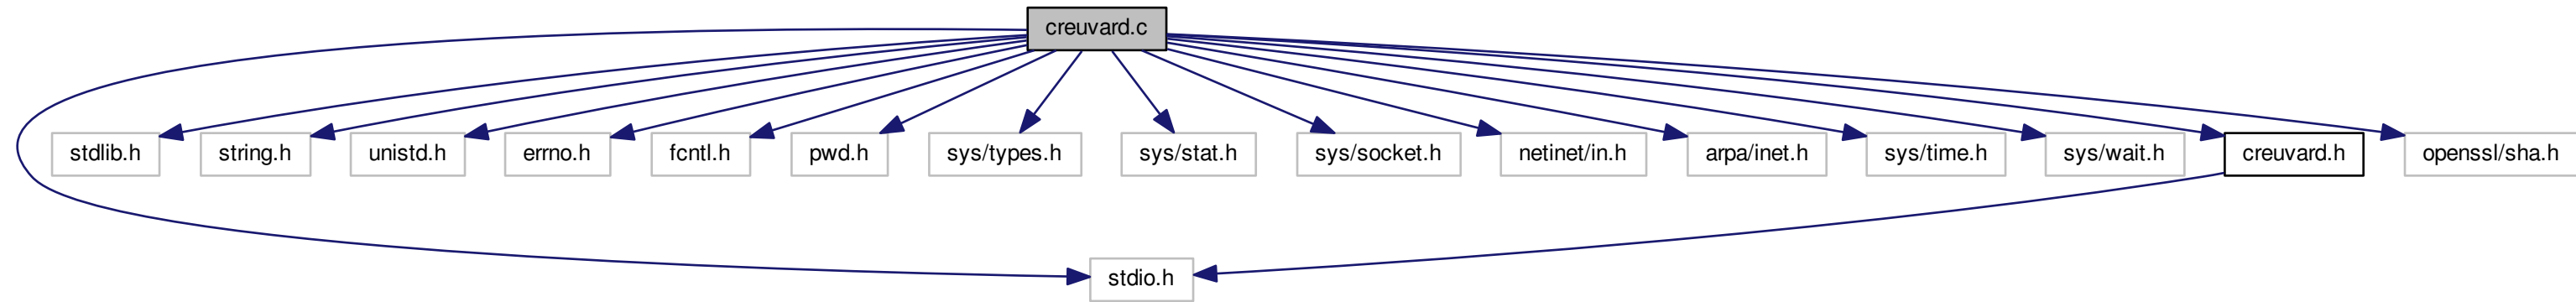 creuvard.c
stdlib.h
string.h
unistd.h
errno.h
fcntl.h
pwd.h
sys/types.h
sys/stat.h
sys/socket.h
netinet/in.h
arpa/inet.h
sys/time.h
sys/wait.h
creuvard.h
openssl/sha.h
stdio.h